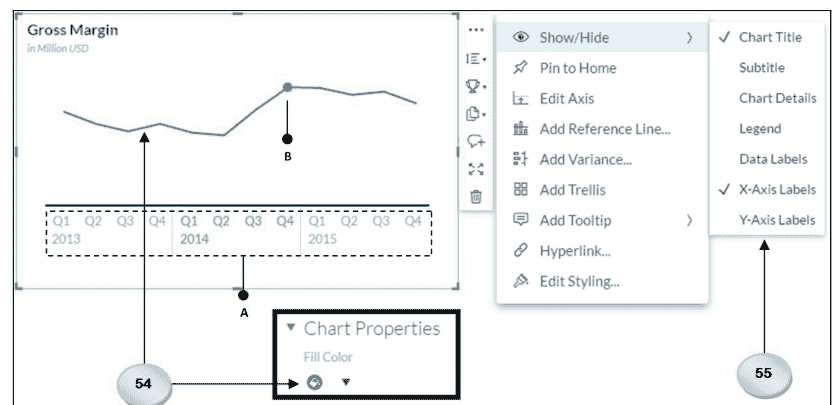 Gross Margin
in Million USD
B
Q1 Q2 Q3 Q4 Q1 Q2 Q3 Q4 Q1 Q2 Q3 Q4
2013 2014 2015
A
Show/Hide
Pin to Home
Edit Axis
Add Reference Line...
Add Variance...
Add Trellis
Add Tooltip
Hyperlink...
Edit Styling...
Chart Title
Subtitle
Chart Details
Legend
Data Labels
X-Axis Labels
Y-Axis Labels
Chart Properties
Fill Color
54
55